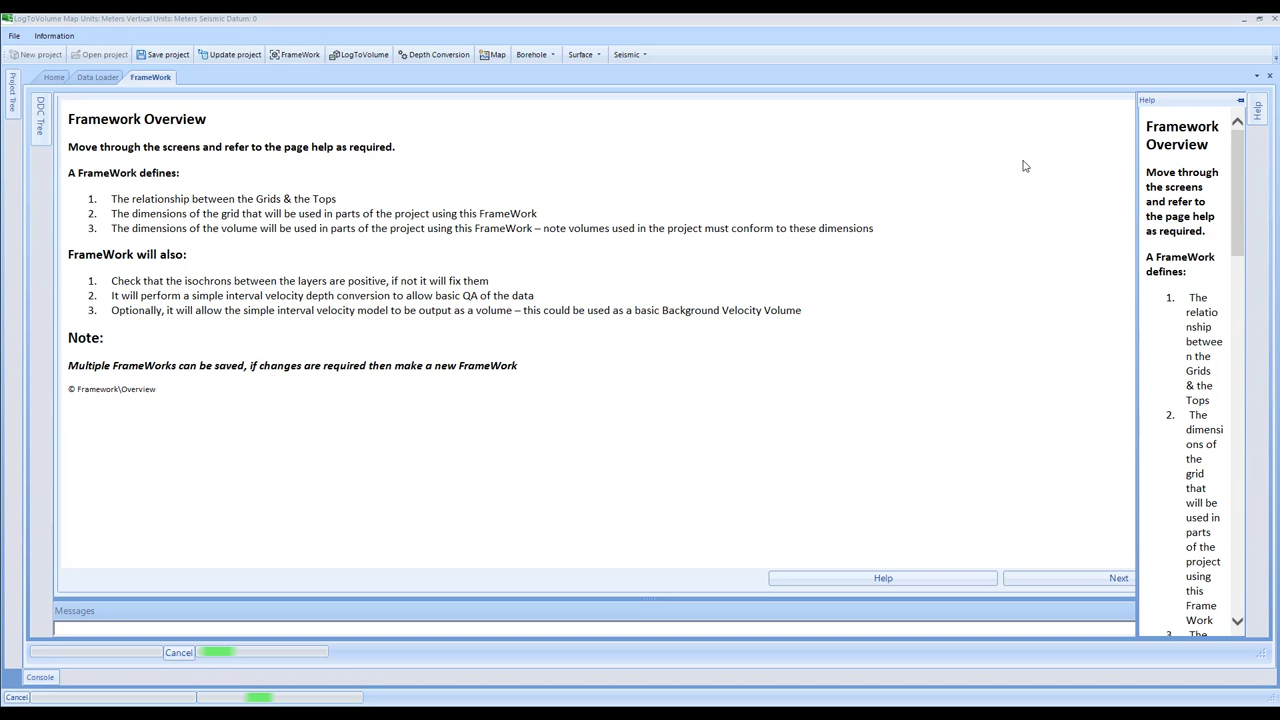 LogToVolume Map Units: Meters Vertical Units: Meters Seismic Datum: 0
File Information
New project Open project Save project Update project FrameWork LogToVolume Depth Conversion Map Borehole Surface Seismic
Project Tree
Home Data Loader FrameWork
DDC Tree
Framework Overview
Move through the screens and refer to the page help as required.
A FrameWork defines:
1. The relationship between the Grids & the Tops
2. The dimensions of the grid that will be used in parts of the project using this FrameWork
3. The dimensions of the volume will be used in parts of the project using this FrameWork – note volumes used in the project must conform to these dimensions
FrameWork will also:
1. Check that the isochrons between the layers are positive, if not it will fix them
2. It will perform a simple interval velocity depth conversion to allow basic QA of the data
3. Optionally, it will allow the simple interval velocity model to be output as a volume – this could be used as a basic Background Velocity Volume
Note:
Multiple FrameWorks can be saved, if changes are required then make a new FrameWork
© Framework\Overview
Help Next
Messages
Cancel
Console
Cancel
Help
Framework
Overview
Move through
the screens
and refer to
the page help
as required.
A FrameWork
defines:
1. The
relatio
nship
betwee
n the
Grids
& the
Tops
2. The
dimensi
ons of
the
grid
that
will be
used in
parts
of the
project
using
this
Frame
Work
3. The
Help